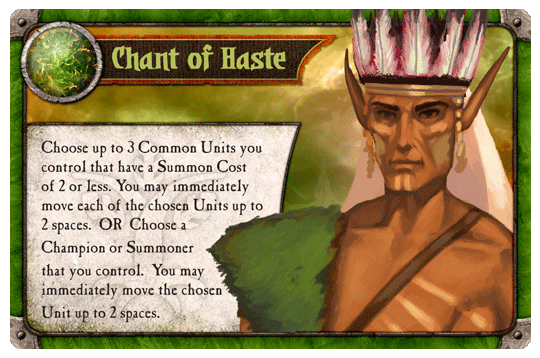 Chant of Haste
Choose up to 3 Common Units you
control that have a Summon Cost
of 2 or less. You may immediately
move each of the chosen Units up to
2 spaces. OR Choose a
Champion or Summoner
that you control. You may
immediately move the chosen
Unit up to 2 spaces.